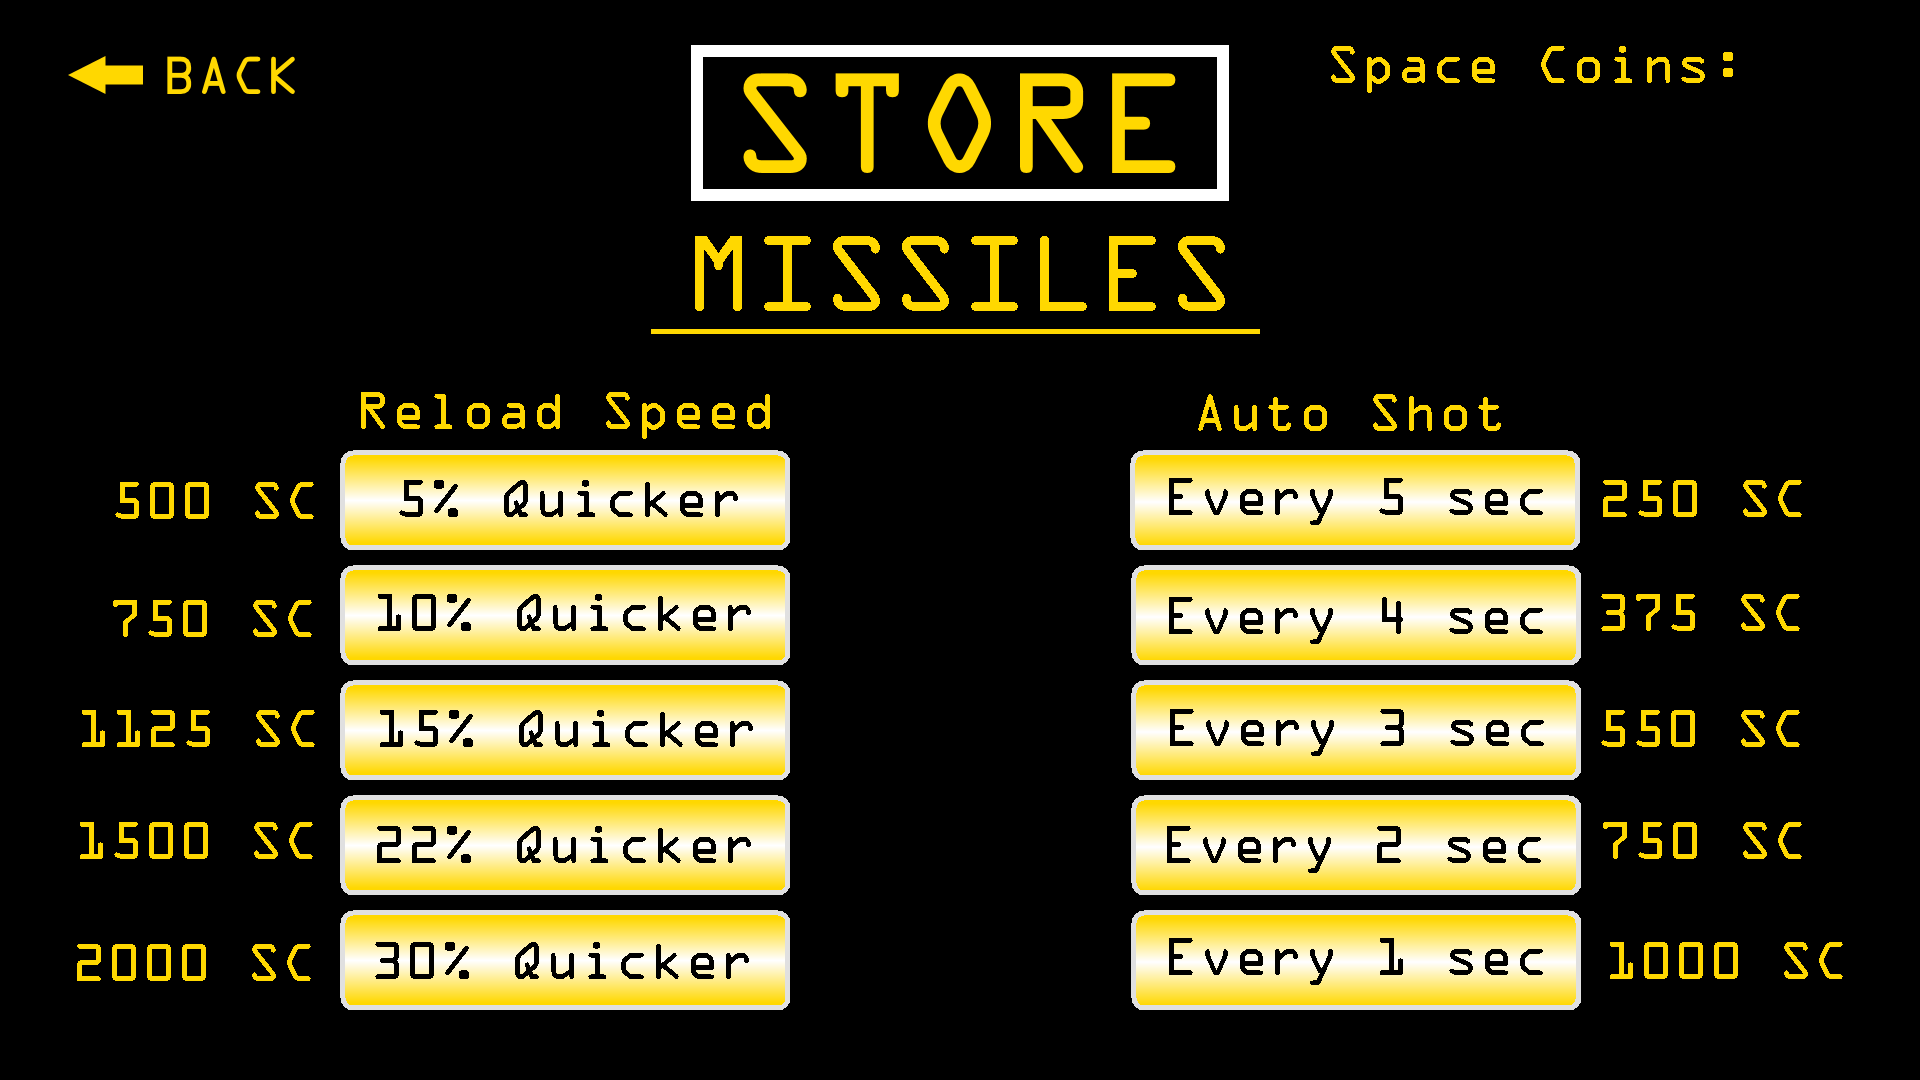 BACK
STORE
Space Coins:
MISSILES
Reload Speed
Auto Shot
500 SC 5% Quicker
Every 5 sec 250 SC
750 SC 10% Quicker
Every 4 sec 375 SC
1125 SC 15% Quicker
Every 3 sec 550 SC
1500 SC 22% Quicker
Every 2 sec 750 SC
2000 SC 30% Quicker
Every 1 sec 1000 SC